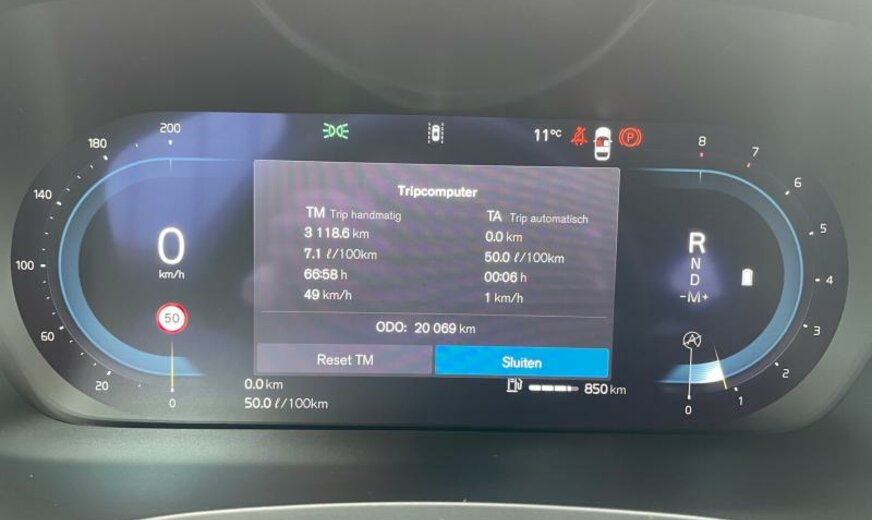 200
180
140
100
60
20
0
0
km/h
50
11°C
P
Tripcomputer
TM Trip handmatig
3 118.6 km
7.1 ℓ/100km
66:58 h
49 km/h
TA Trip automatisch
0.0 km
50.0 ℓ/100km
00:06 h
1 km/h
ODO: 20 069 km
Reset TM
Sluiten
0.0 km
50.0 ℓ/100km
850 km
8
7
6
5
4
3
2
1
0
R
N
D
-M+
A